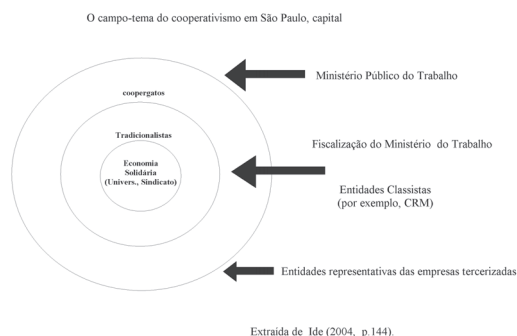 O campo-tema do cooperativismo em São Paulo, capital
Ministério Público do Trabalho
coopergatos
Tradicionalistas
Fiscalização do Ministério do Trabalho
Economia
Solidária
(Univers., Sindicato)
Entidades Classistas
(por exemplo, CRM)
Entidades representativas das empresas tercerizadas
Extraída de Ide (2004, p.144).